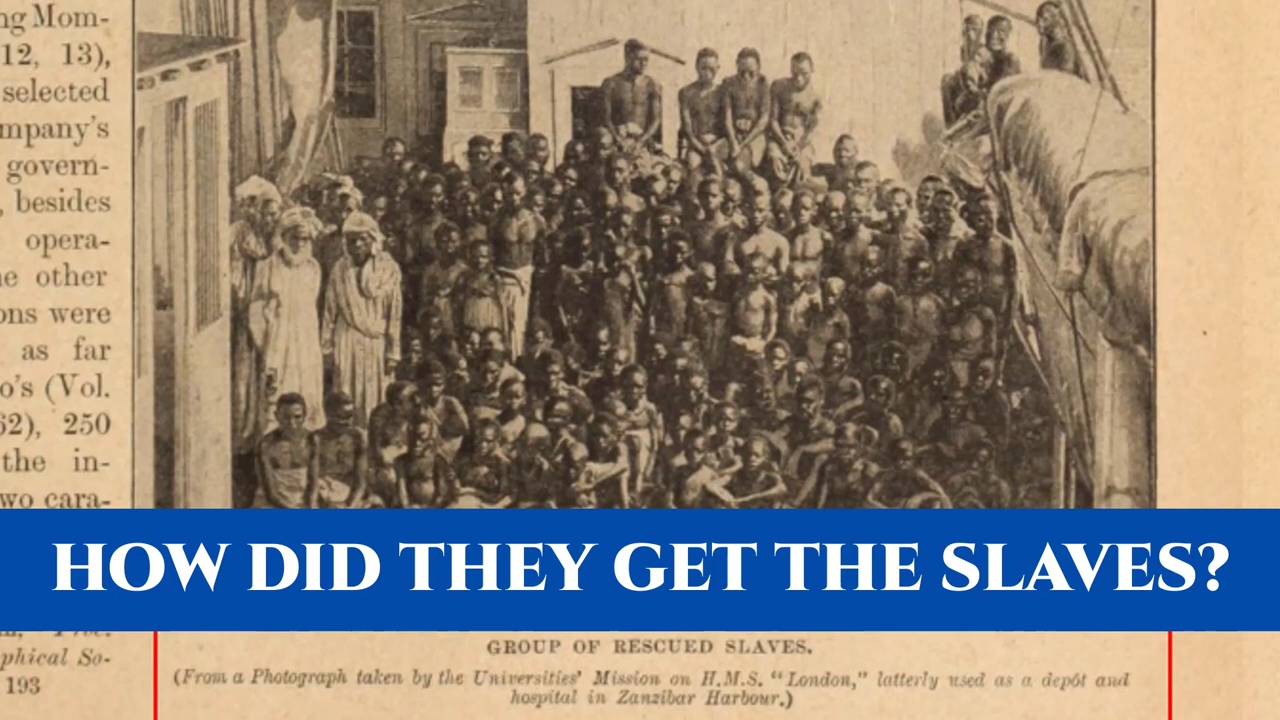 ng Mom-
12, 13),
selected
mpany's
govern-
, besides
opera-
ne other
ons were
as far
o's (Vol.
62), 250
the in-
wo cara-
HOW DID THEY GET THE SLAVES?
phical So-
193
GROUP OF RESCUED SLAVES.
(From a Photograph taken by the Universities' Mission on H.M.S. "London," latterly used as a depôt and
hospital in Zanzibar Harbour.)